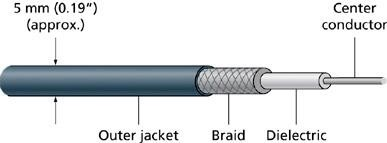 5 mm (0.19")
(approx.)
Center
conductor
Outer jacket
Braid
Dielectric